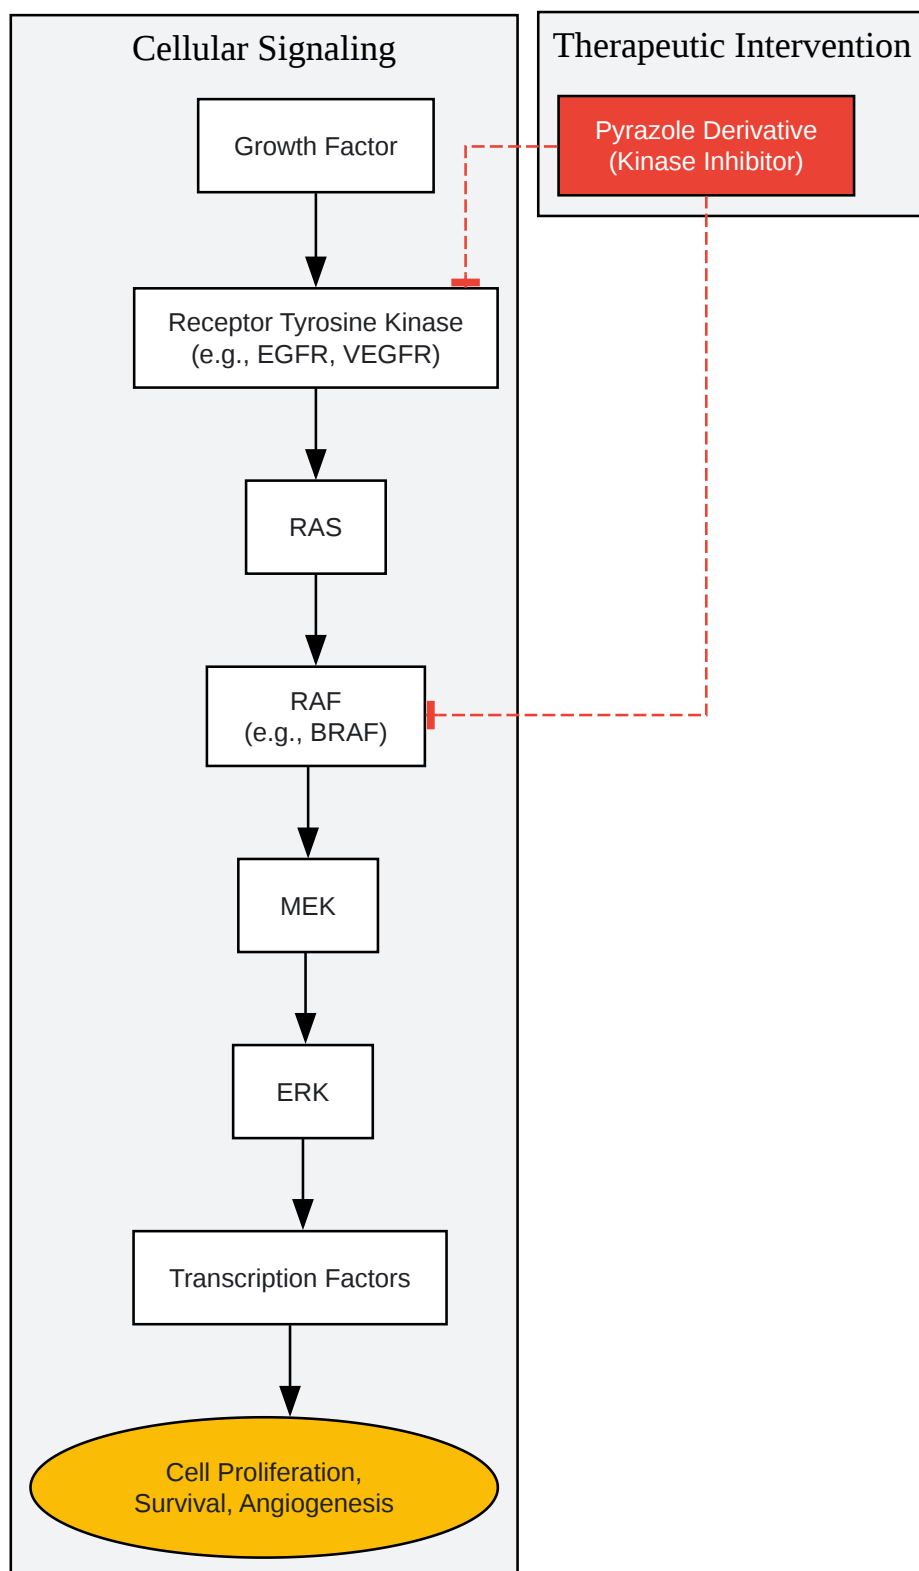 Cellular Signaling
Growth Factor
Receptor Tyrosine Kinase
(e.g., EGFR, VEGFR)
RAS
RAF
(e.g., BRAF)
MEK
ERK
Transcription Factors
Cell Proliferation,
Survival, Angiogenesis
Therapeutic Intervention
Pyrazole Derivative
(Kinase Inhibitor)